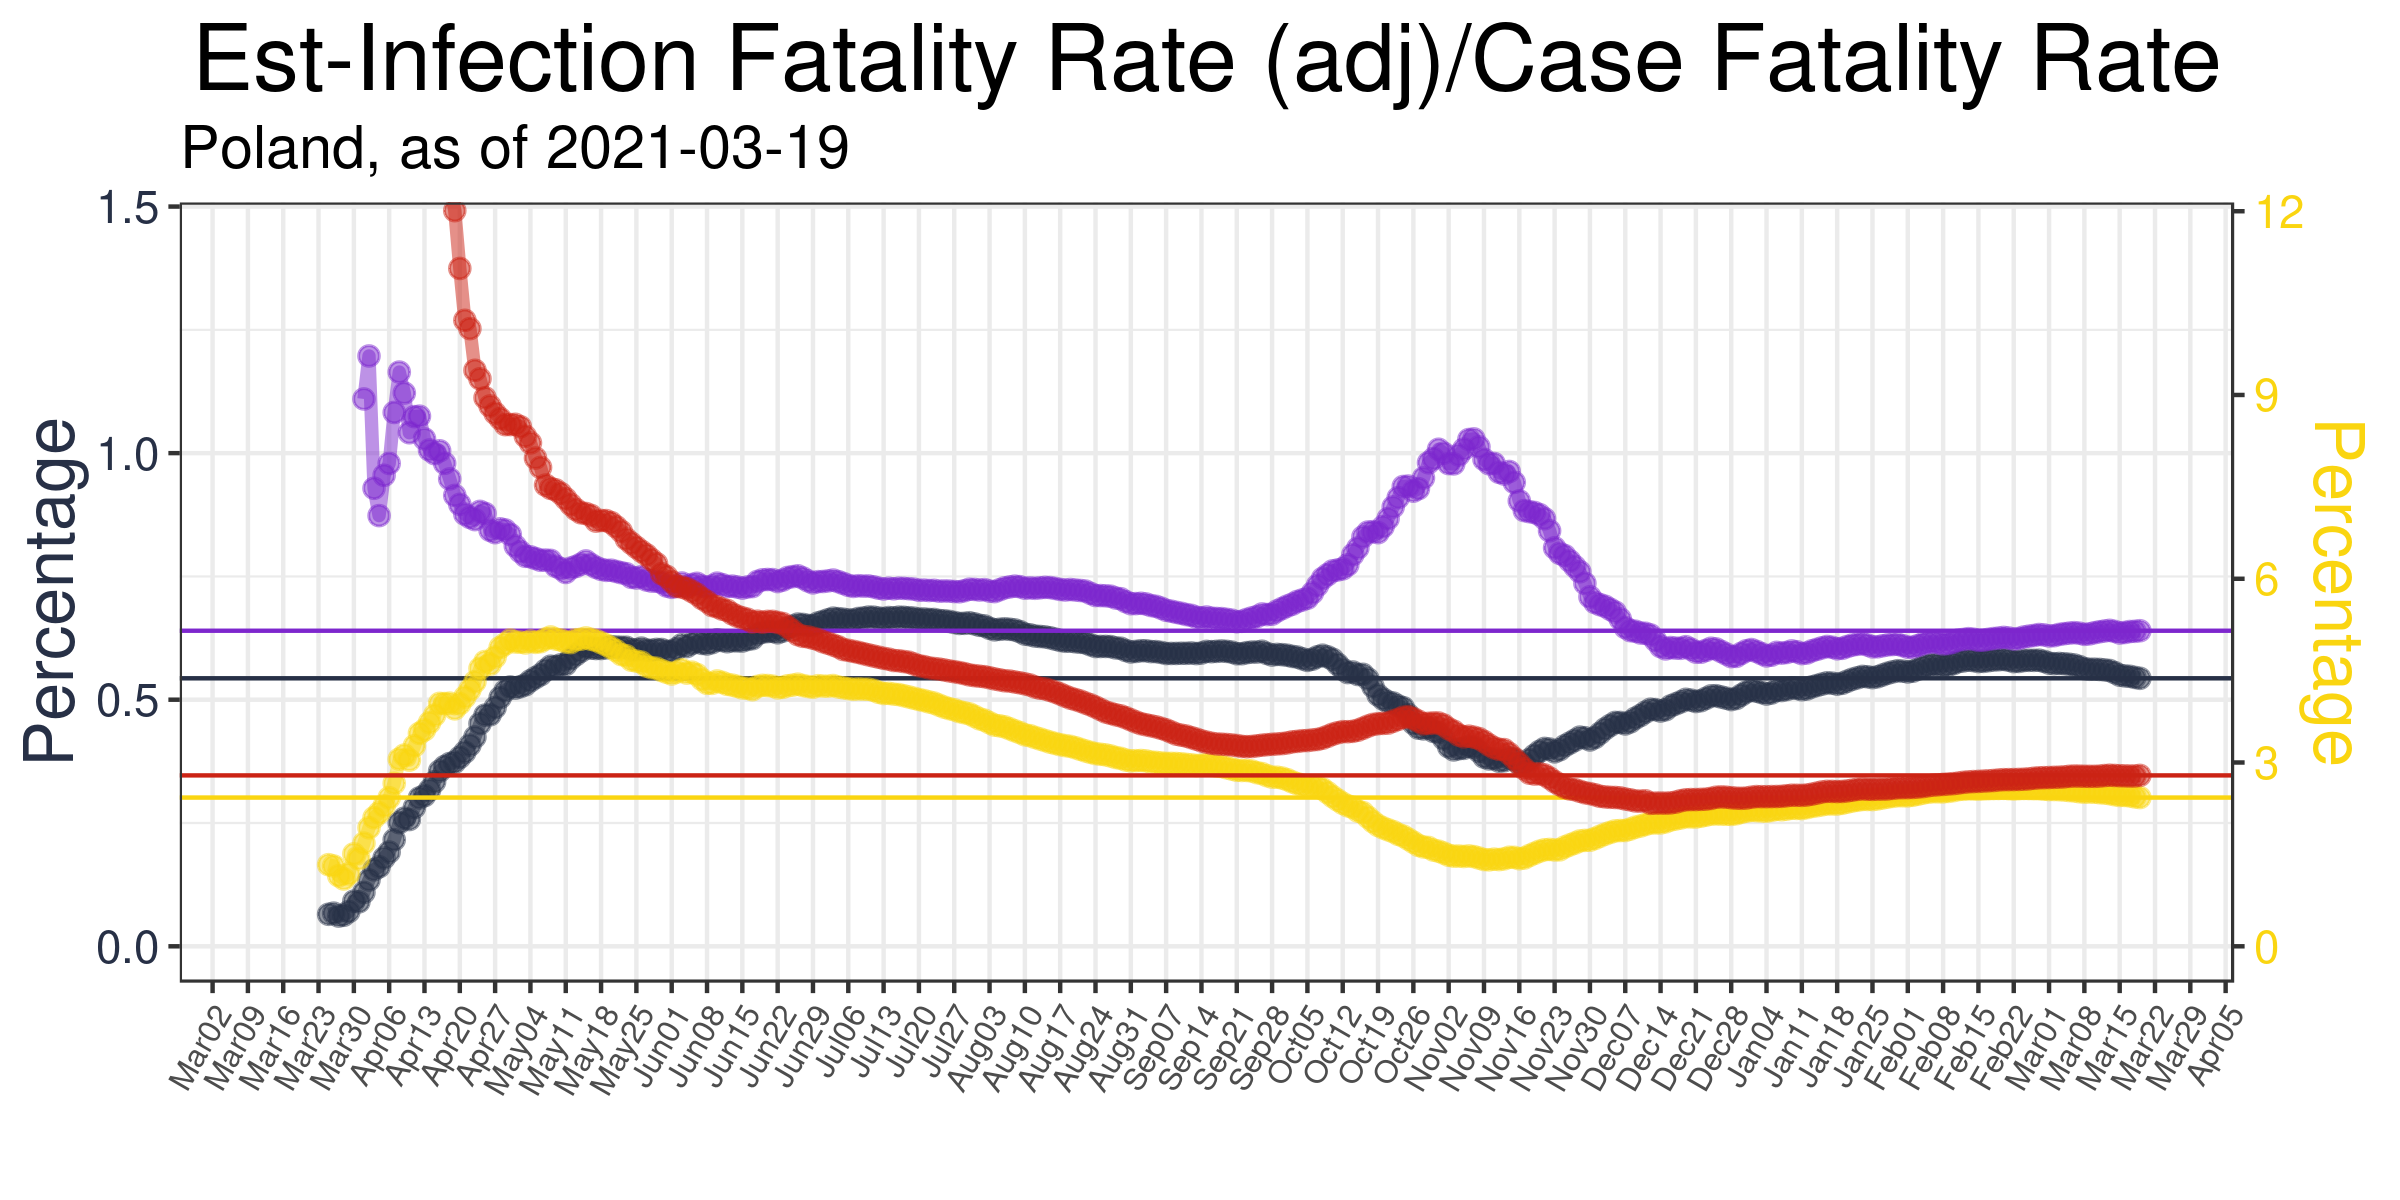 Est-Infection Fatality Rate (adj)/Case Fatality Rate
Poland, as of 2021-03-19
Percentage
1.5
1.0
0.5
0.0
12
9
6
3
0
Percentage
Mar02
Mar09
Mar16
Mar23
Mar30
Apr06
Apr13
Apr20
Apr27
May04
May11
May18
May25
Jun01
Jun08
Jun15
Jun22
Jun29
Jul06
Jul13
Jul20
Jul27
Aug03
Aug10
Aug17
Aug24
Aug31
Sep07
Sep14
Sep21
Sep28
Oct05
Oct12
Oct19
Oct26
Nov02
Nov09
Nov16
Nov23
Nov30
Dec07
Dec14
Dec21
Dec28
Jan04
Jan11
Jan18
Jan25
Feb01
Feb08
Feb15
Feb22
Mar01
Mar08
Mar15
Mar22
Mar29
Apr05